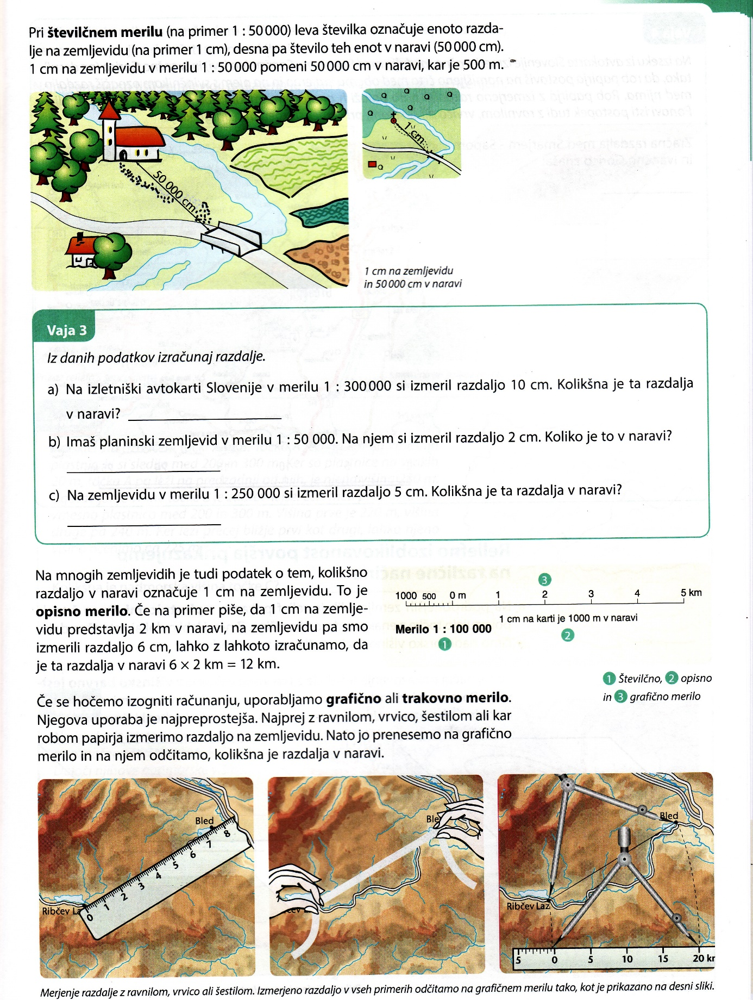 Pri številčnem merilu (na primer 1 : 50 000) leva številka označuje enoto razda-
lje na zemljevidu (na primer 1 cm), desna pa število teh enot v naravi (50 000 cm).
1 cm na zemljevidu v merilu 1 : 50 000 pomeni 50 000 cm v naravi, kar je 500 m.
50 000 cm
1 cm
1 cm na zemljevidu
in 50 000 cm v naravi
Vaja 3
Iz danih podatkov izračunaj razdalje.
a) Na izletniški avtokarti Slovenije v merilu 1 : 300 000 si izmeril razdaljo 10 cm. Kolikšna je ta razdalja
v naravi?
b) Imaš planinski zemljevid v merilu 1 : 50 000. Na njem si izmeril razdaljo 2 cm. Koliko je to v naravi?
c) Na zemljevidu v merilu 1 : 250 000 si izmeril razdaljo 5 cm. Kolikšna je ta razdalja v naravi?
Na mnogih zemljevidih je tudi podatek o tem, kolikšno
razdaljo v naravi označuje 1 cm na zemljevidu. To je
opisno merilo. Če na primer piše, da 1 cm na zemlje-
vidu predstavlja 2 km v naravi, na zemljevidu pa smo
izmerili razdaljo 6 cm, lahko z lahkoto izračunamo, da
je ta razdalja v naravi 6 × 2 km = 12 km.
3
1000 500 0 m 1 2 3 4 5 km
1 cm na karti je 1000 m v naravi
Merilo 1 : 100 000
2
1
1 Številčno, 2 opisno
in 3 grafično merilo
Če se hočemo izogniti računanju, uporabljamo grafično ali trakovno merilo.
Njegova uporaba je najpreprostejša. Najprej z ravnilom, vrvico, šestilom ali kar
robom papirja izmerimo razdaljo na zemljevidu. Nato jo prenesemo na grafično
merilo in na njem odčitamo, kolikšna je razdalja v naravi.
Bled
0 1 2 3 4 5 6 7 8
Ribčev La
Ble
Bled
Ribčev Laz
5 0 5 10 15 20 kr
Merjenje razdalje z ravnilom, vrvico ali šestilom. Izmerjeno razdaljo v vseh primerih odčitamo na grafičnem merilu tako, kot je prikazano na desni sliki.